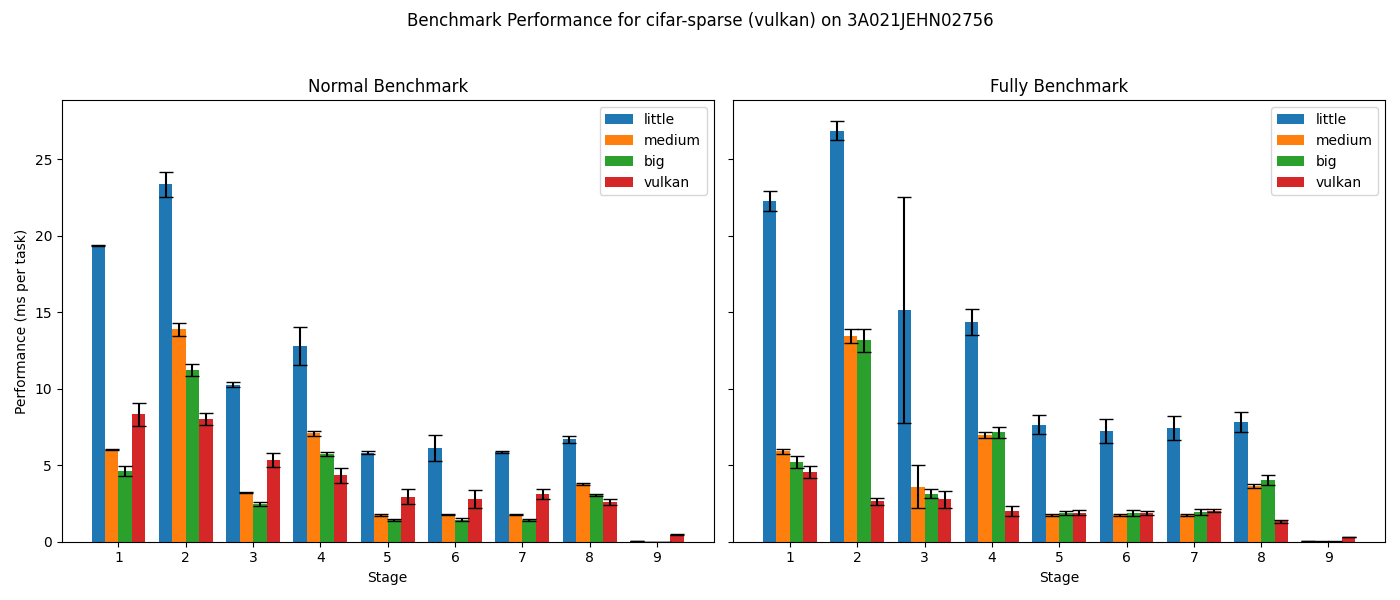 Benchmark Performance for cifar-sparse (vulkan) on 3A021JEHN02756
Normal Benchmark
Performance (ms per task)
25
20
15
10
5
0
little
medium
big
vulkan
1 2 3 4 5 6 7 8 9
Stage
Fully Benchmark
little
medium
big
vulkan
1 2 3 4 5 6 7 8 9
Stage